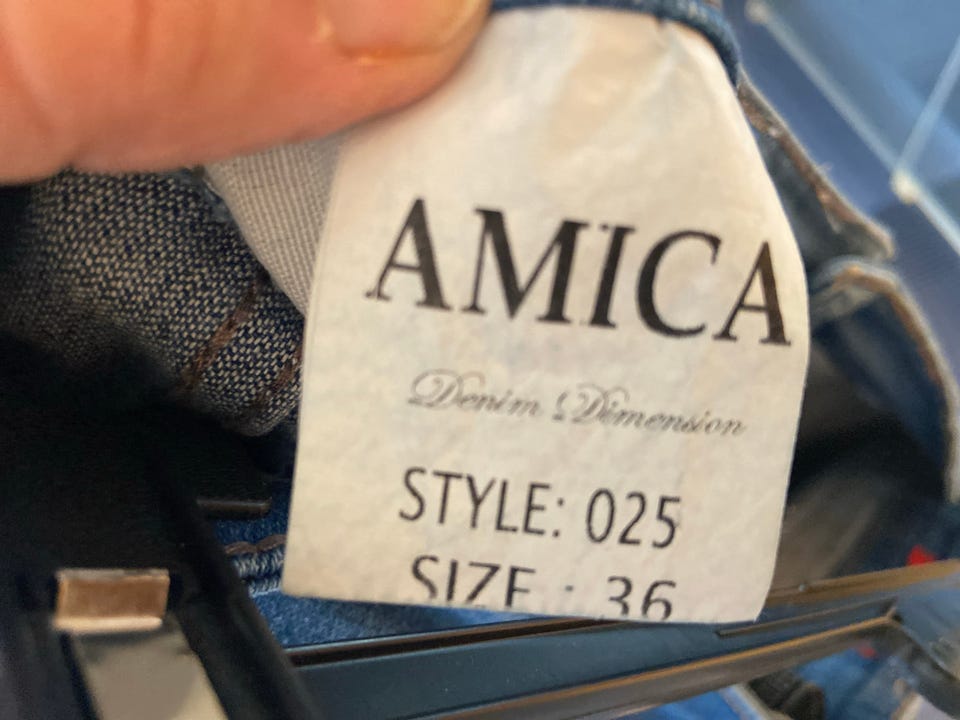 AMICA
Denim Dimension
STYLE: 025
SIZE : 36